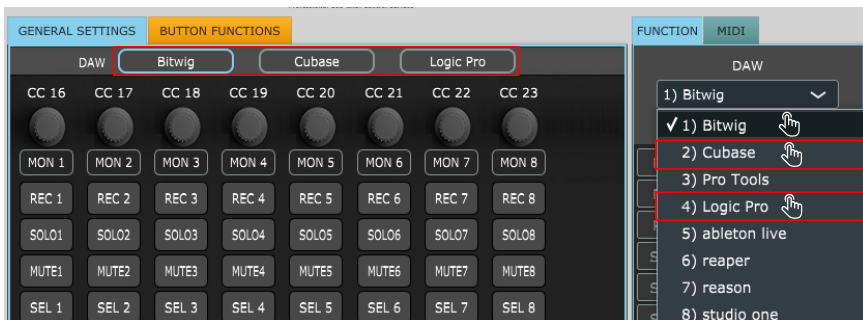 GENERAL SETTINGS BUTTON FUNCTIONS
DAW Bitwig Cubase Logic Pro
CC 16 CC 17 CC 18 CC 19 CC 20 CC 21 CC 22 CC 23
MON 1 MON 2 MON 3 MON 4 MON 5 MON 6 MON 7 MON 8
REC 1 REC 2 REC 3 REC 4 REC 5 REC 6 REC 7 REC 8
SOLO1 SOLO2 SOLO3 SOLO4 SOLO5 SOLO6 SOLO7 SOLO8
MUTE1 MUTE2 MUTE3 MUTE4 MUTE5 MUTE6 MUTE7 MUTE8
SEL 1 SEL 2 SEL 3 SEL 4 SEL 5 SEL 6 SEL 7 SEL 8
FUNCTION MIDI
DAW
1) Bitwig
✓ 1) Bitwig
2) Cubase
3) Pro Tools
4) Logic Pro
5) ableton live
6) reaper
7) reason
8) studio one